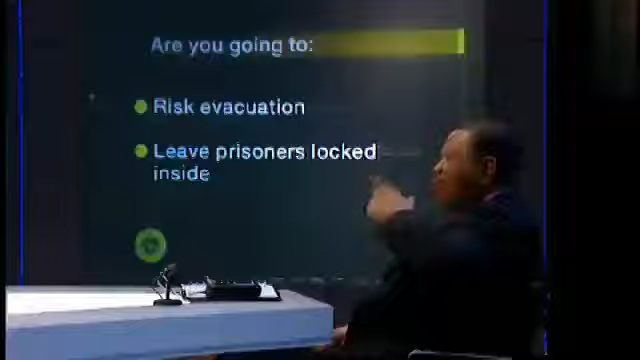 Are you going to:
Risk evacuation
Leave prisoners locked
inside